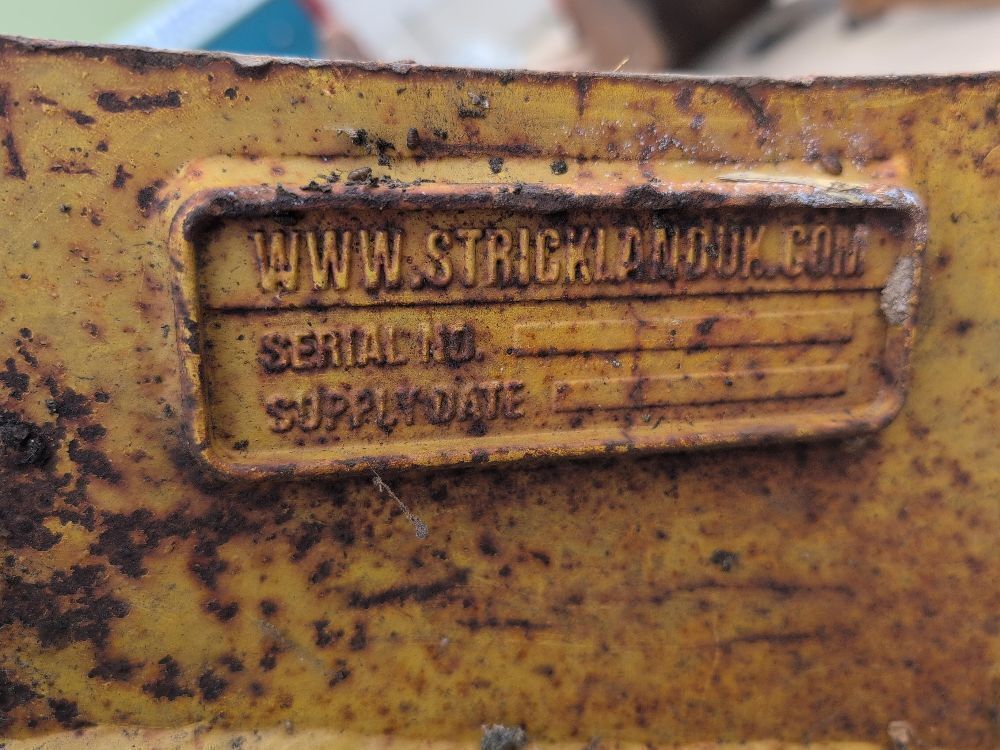 WWW.STRICKLANDUK.COM
SERIAL NO.
SUPPLY DATE